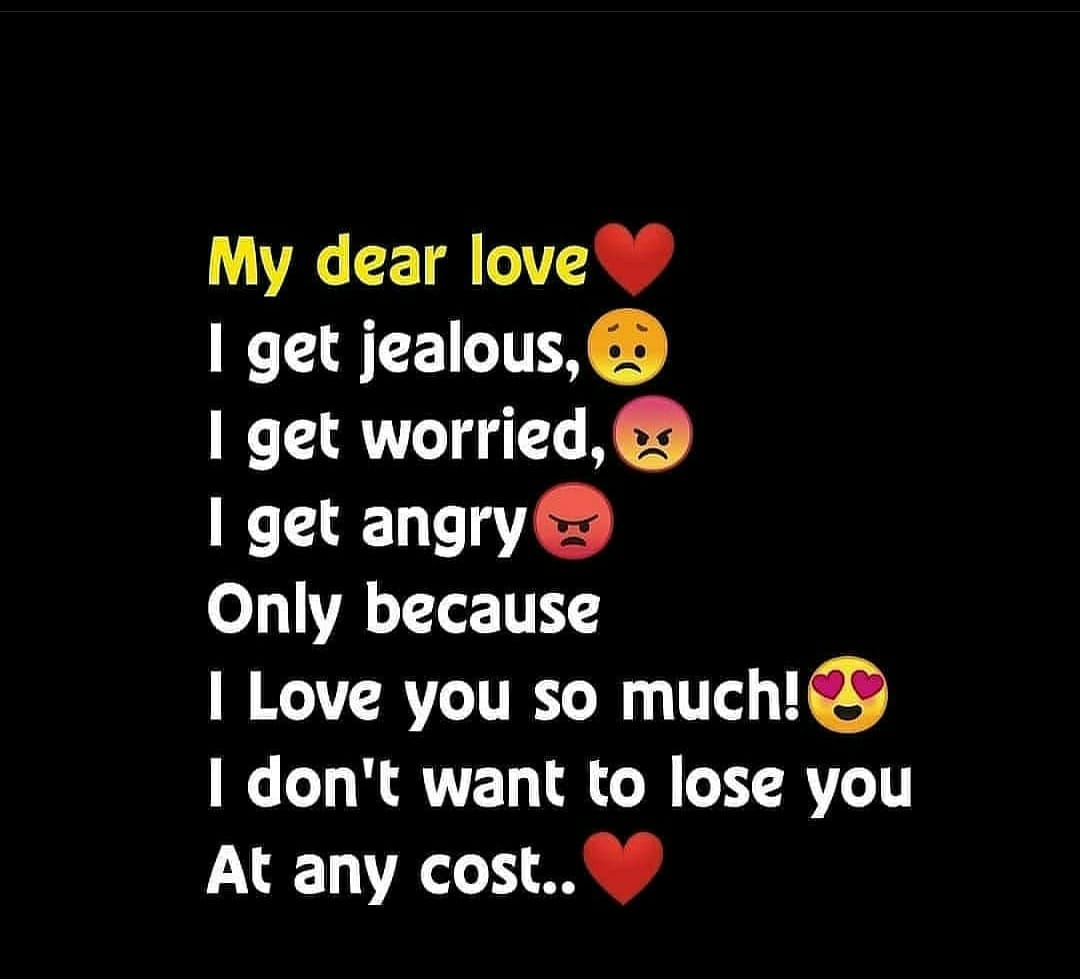 My dear love❤️
I get jealous,😟
I get worried,😡
I get angry😡
Only because
I Love you so much!😍
I don't want to lose you
At any cost..❤️